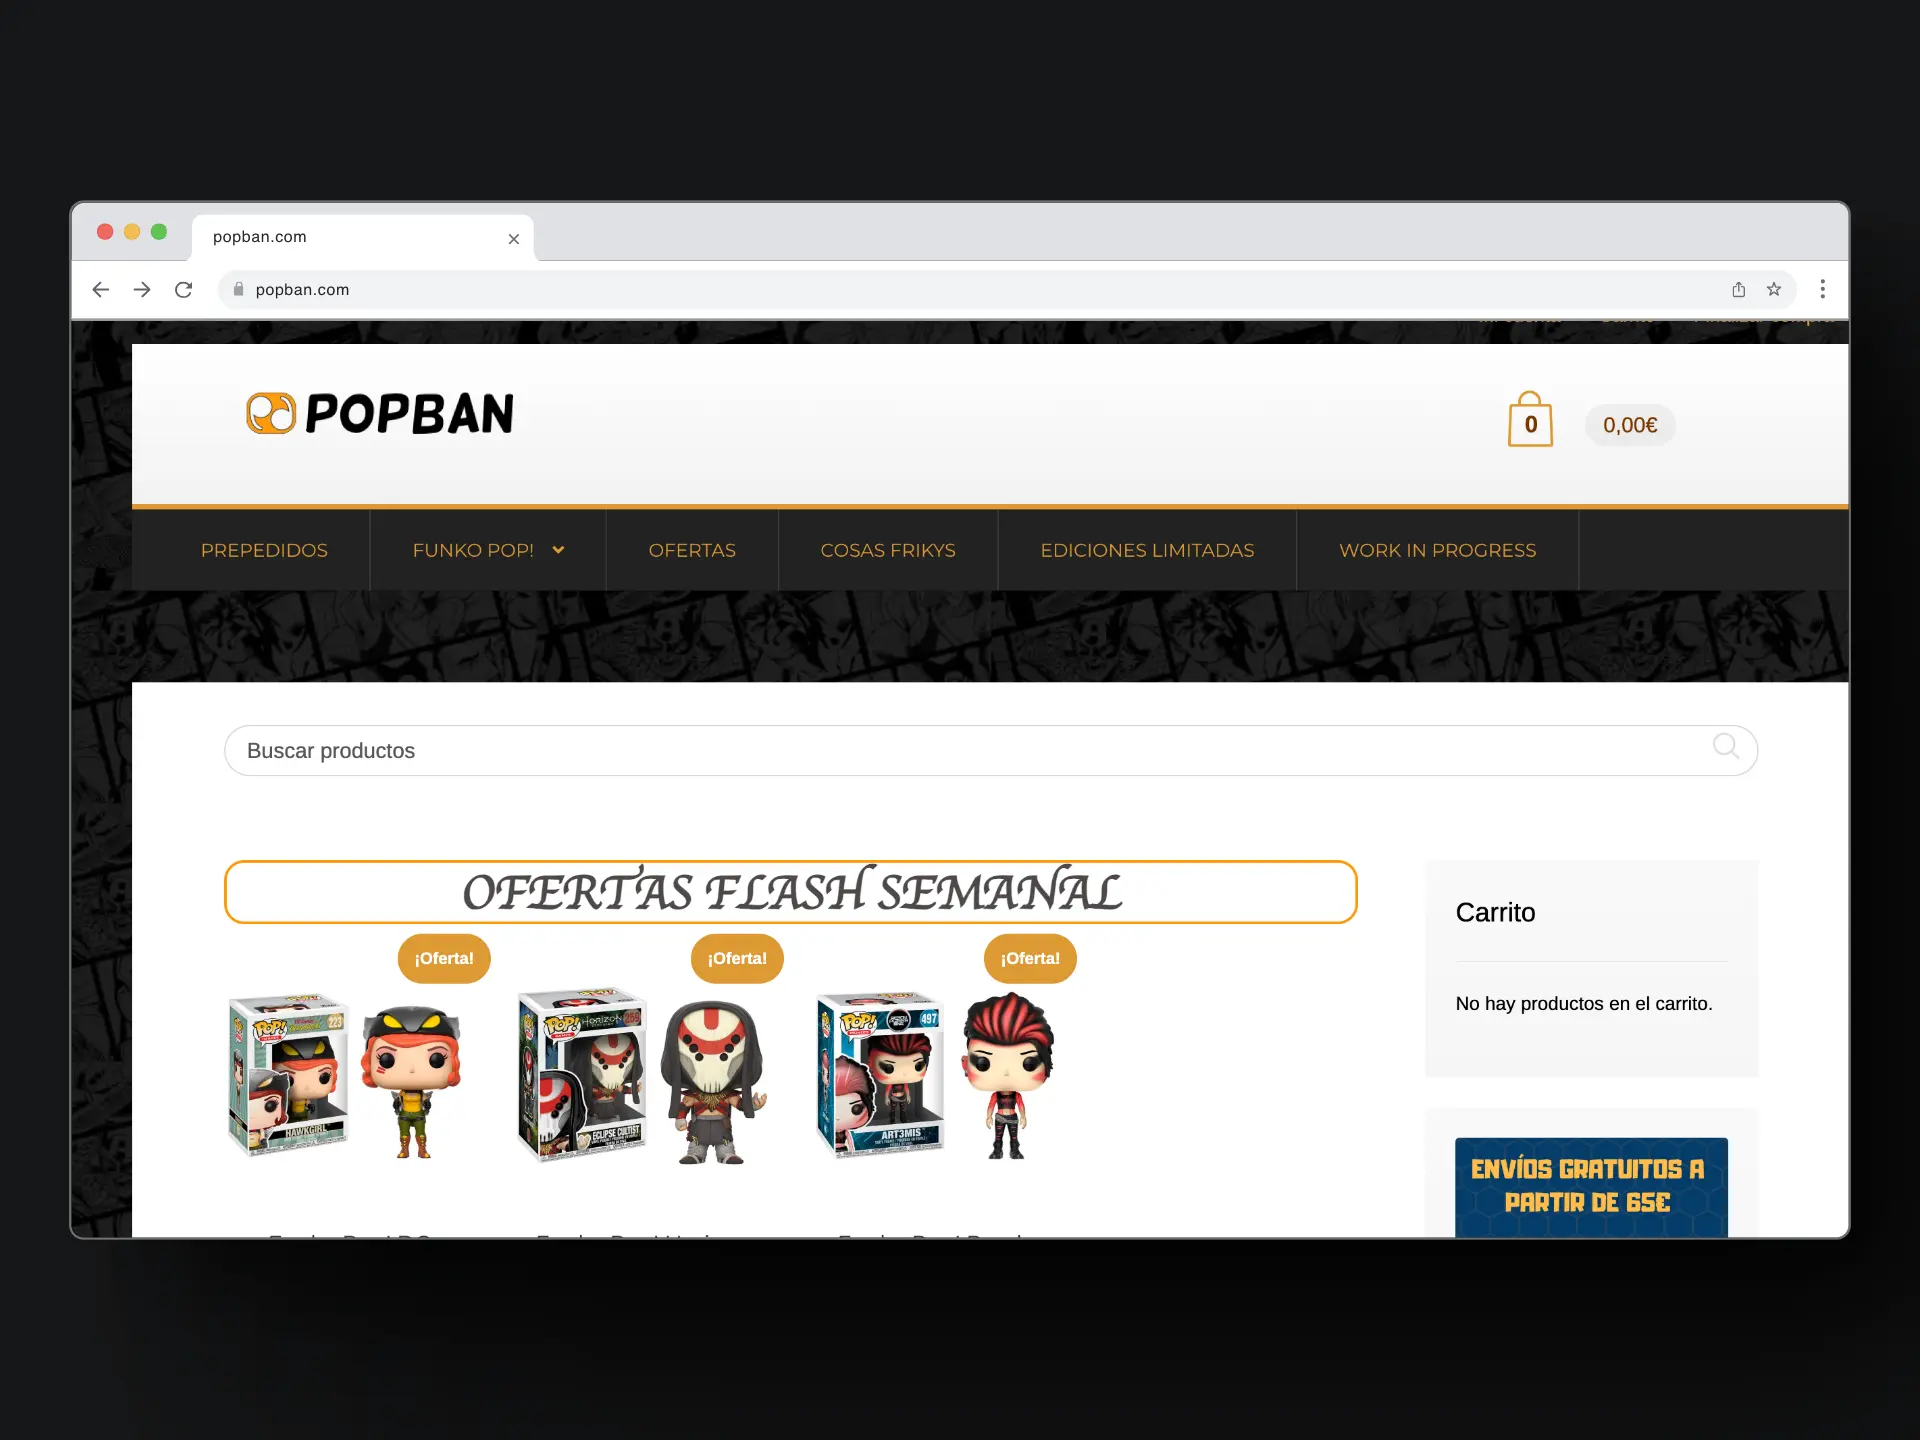 popban.com
popban.com
POPBAN
0
0,00€
PREPEDIDOS
FUNKO POP!
OFERTAS
COSAS FRIKYS
EDICIONES LIMITADAS
WORK IN PROGRESS
Buscar productos
OFERTAS FLASH SEMANAL
¡Oferta!
¡Oferta!
¡Oferta!
POP!
223
HAWKGIRL
POP!
HORIZON
259
ECLIPSE CULTIST
POP!
497
ART3MIS
Carrito
No hay productos en el carrito.
ENVÍOS GRATUITOS A
PARTIR DE 65€